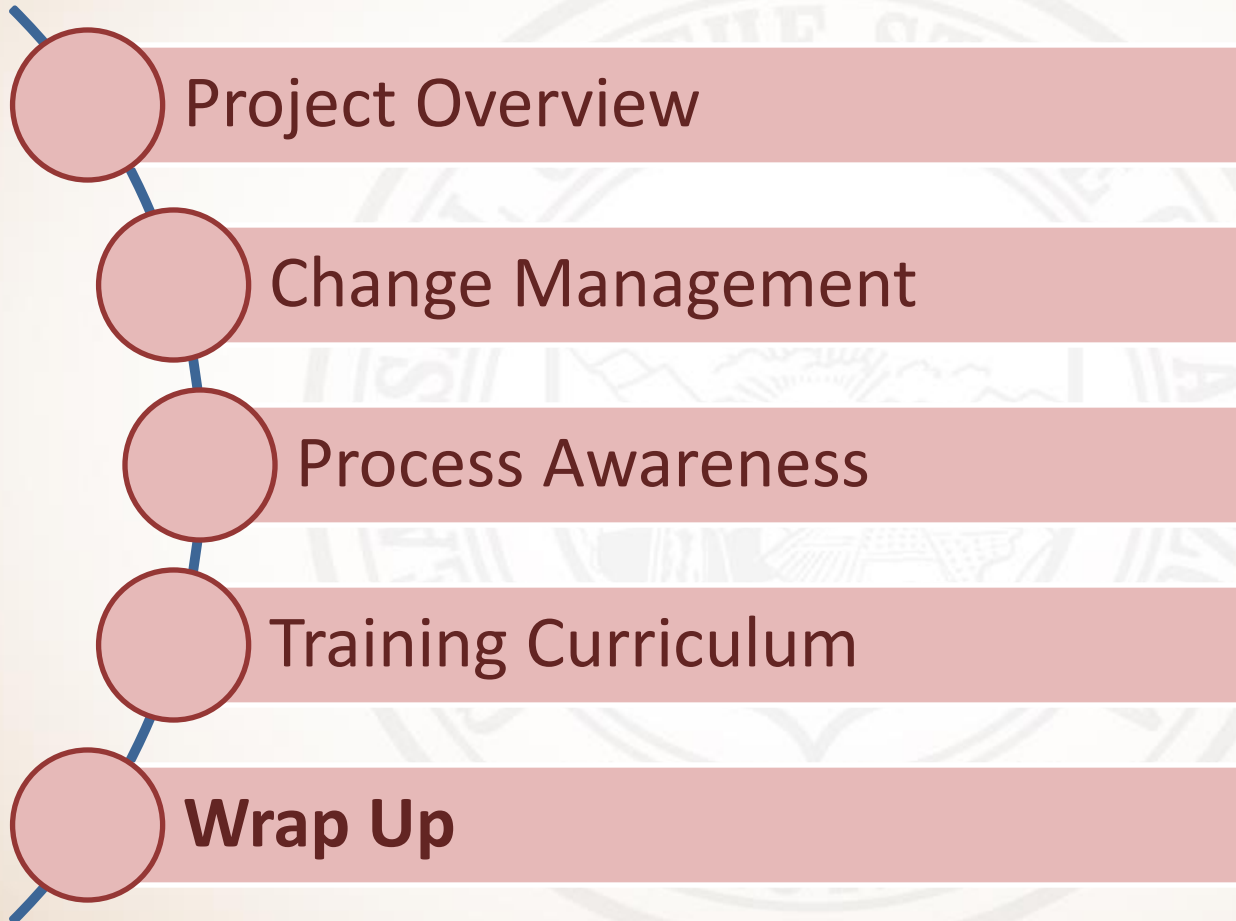 Project Overview
Change Management
Process Awareness
Training Curriculum
Wrap Up